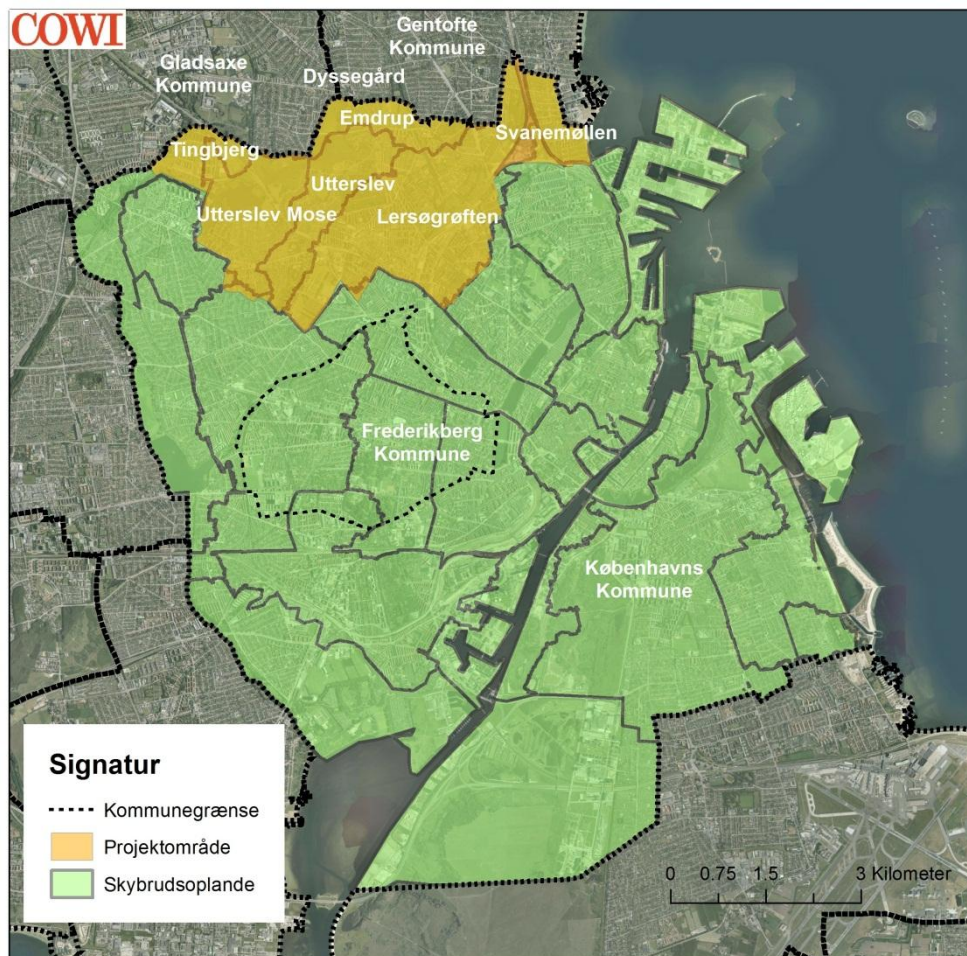 COWI
Gentofte
Kommune
Gladsaxe
Kommune
Dyssegård
Emdrup
Svanemøllen
Tingbjerg
Utterslev
Utterslev Mose
Lersøgrøften
Frederikberg
Kommune
Københavns
Kommune
Signatur
Kommunegrænse
Projektområde
Skybrudsoplande
0 0.75 1.5 3 Kilometer